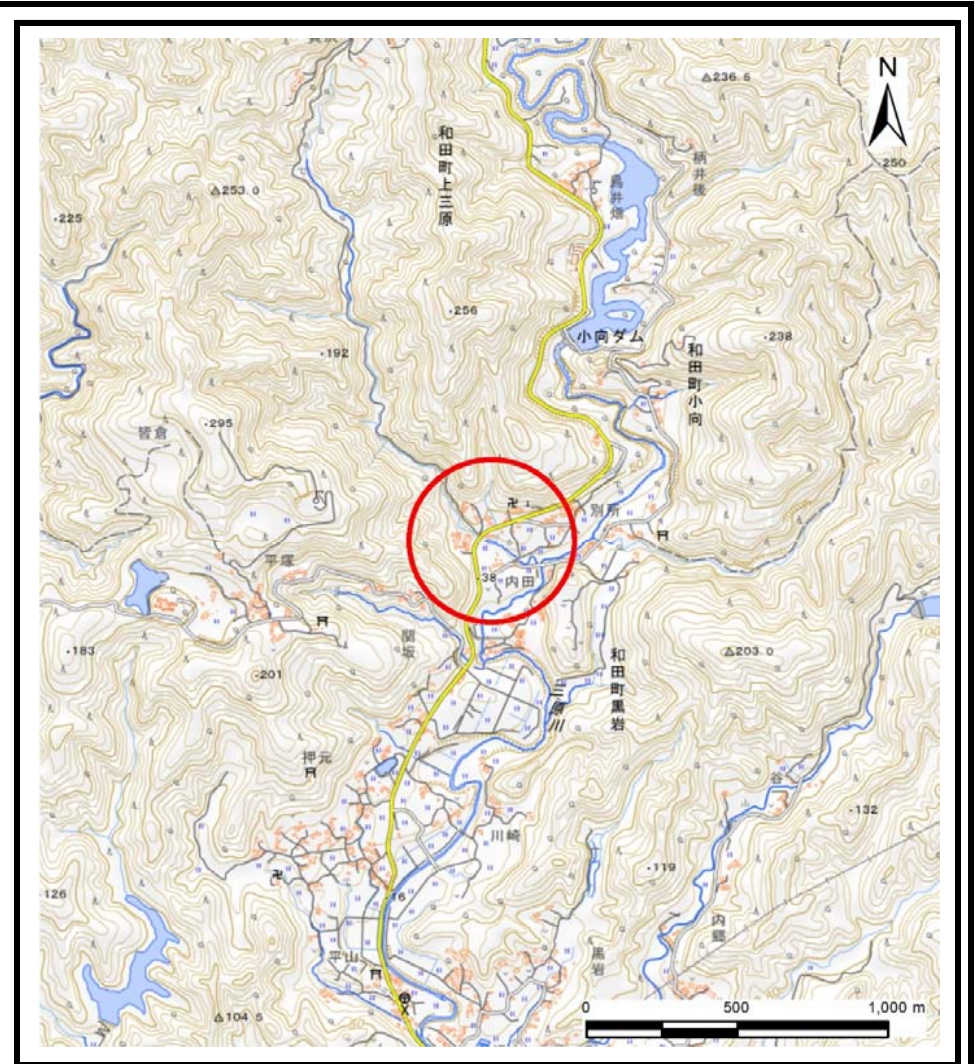 236.5
N
和田町上三原
鳥井畑
柄井後
250
253.0
225
256
小向ダム
238
192
和田町小向
295
皆倉
別所
平塚
38
内田
関坂
183
203.0
201
和田町黒岩
三原川
押元
谷
132
川崎
119
126
16
内髭
黒岩
平山
104.5
0 500 1,000 m